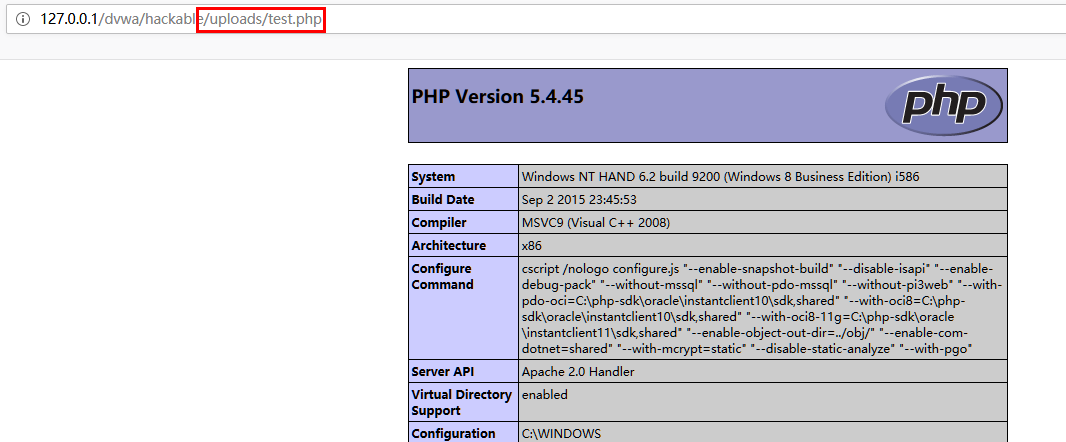 127.0.0.1/dvwa/hackable/uploads/test.php
PHP Version 5.4.45
php
System Windows NT HAND 6.2 build 9200 (Windows 8 Business Edition) i586
Build Date Sep 2 2015 23:45:53
Compiler MSVC9 (Visual C++ 2008)
Architecture x86
Configure cscript /nologo configure.js "--enable-snapshot-build" "--disable-isapi" "--enable-
Command debug-pack" "--without-mssql" "--without-pdo-mssql" "--without-pi3web" "--with-
pdo-oci=C:\php-sdk\oracle\instantclient10\sdk,shared" "--with-oci8=C:\php-
sdk\oracle\instantclient10\sdk,shared" "--with-oci8-11g=C:\php-sdk\oracle
\instantclient11\sdk,shared" "--enable-object-out-dir=../obj/" "--enable-com-
dotnet=shared" "--with-mcrypt=static" "--disable-static-analyze" "--with-pgo"
Server API Apache 2.0 Handler
Virtual Directory enabled
Support
Configuration C:\WINDOWS